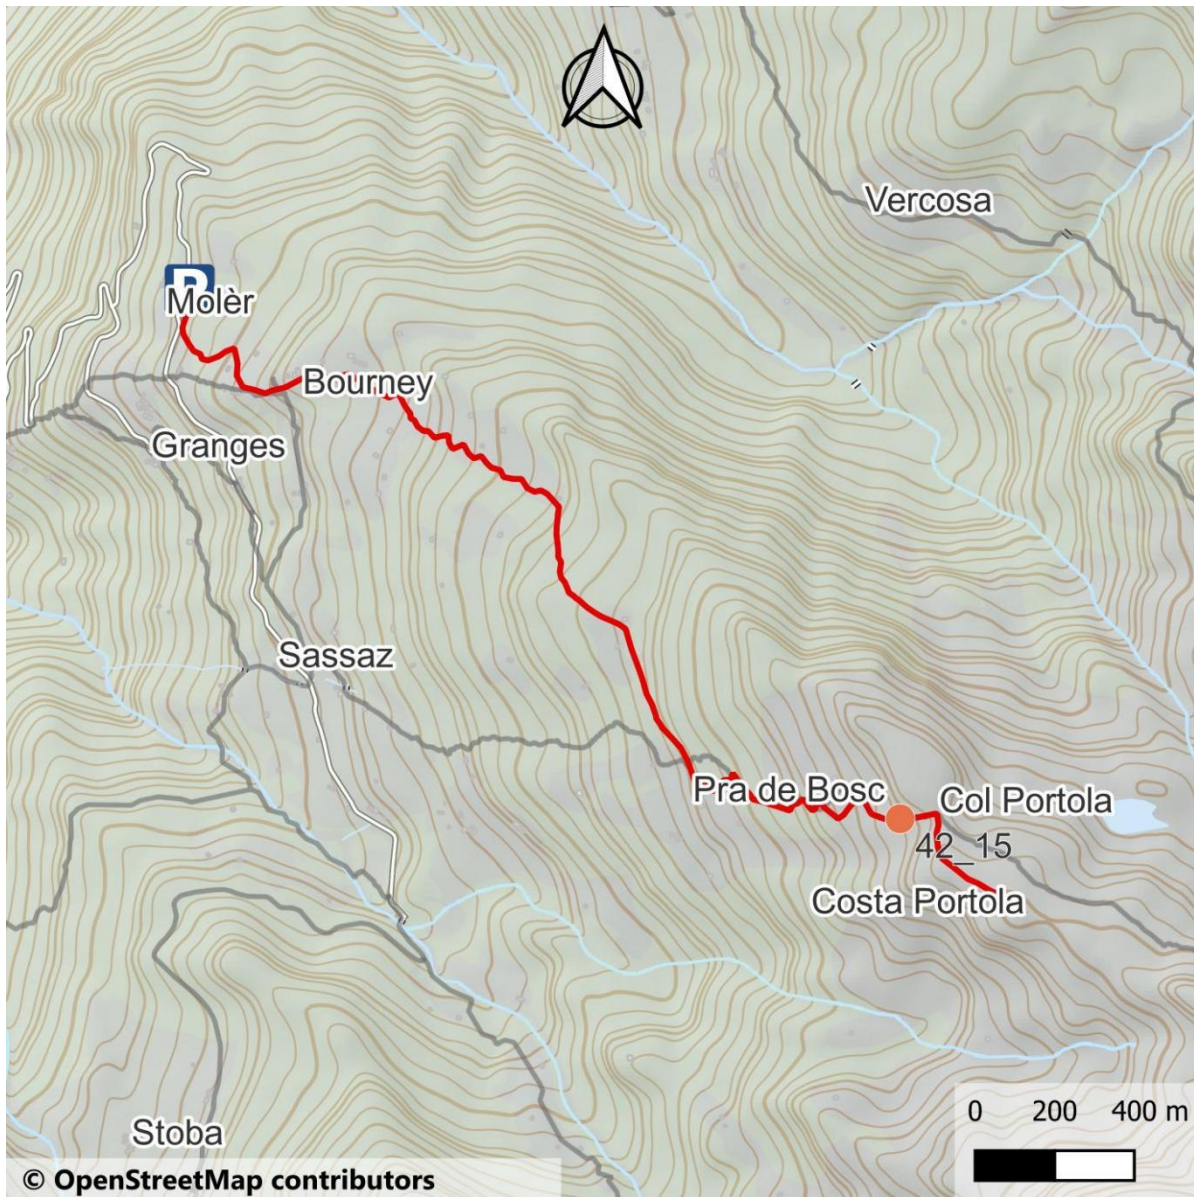 Vercosa
P
Molèr
Bourney
Granges
Sassaz
Pra de Bosc
Col Portola
42_15
Costa Portola
Stoba
0 200 400 m
© OpenStreetMap contributors